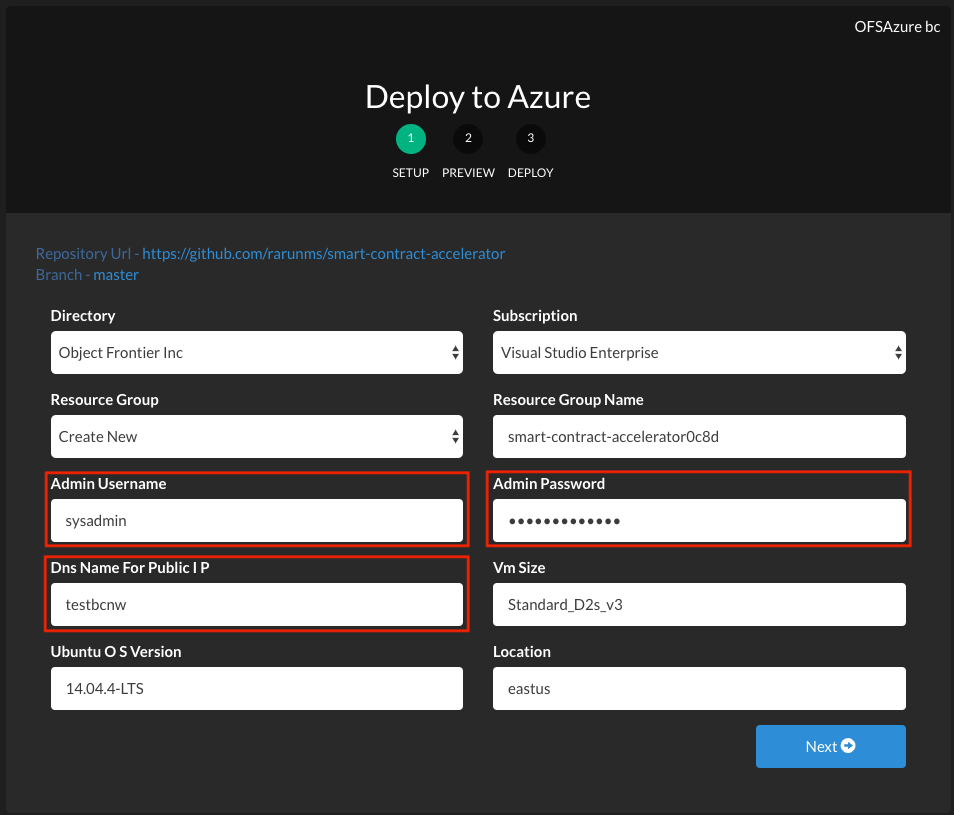 OFSAzure bc
Deploy to Azure
1 2 3
SETUP PREVIEW DEPLOY
Repository Url - https://github.com/rarunms/smart-contract-accelerator
Branch - master
Directory Subscription
Object Frontier Inc Visual Studio Enterprise
Resource Group Resource Group Name
Create New smart-contract-accelerator0c8d
Admin Username Admin Password
sysadmin •••••••••••••
Dns Name For Public I P Vm Size
testbcnw Standard_D2s_v3
Ubuntu O S Version Location
14.04.4-LTS eastus
Next